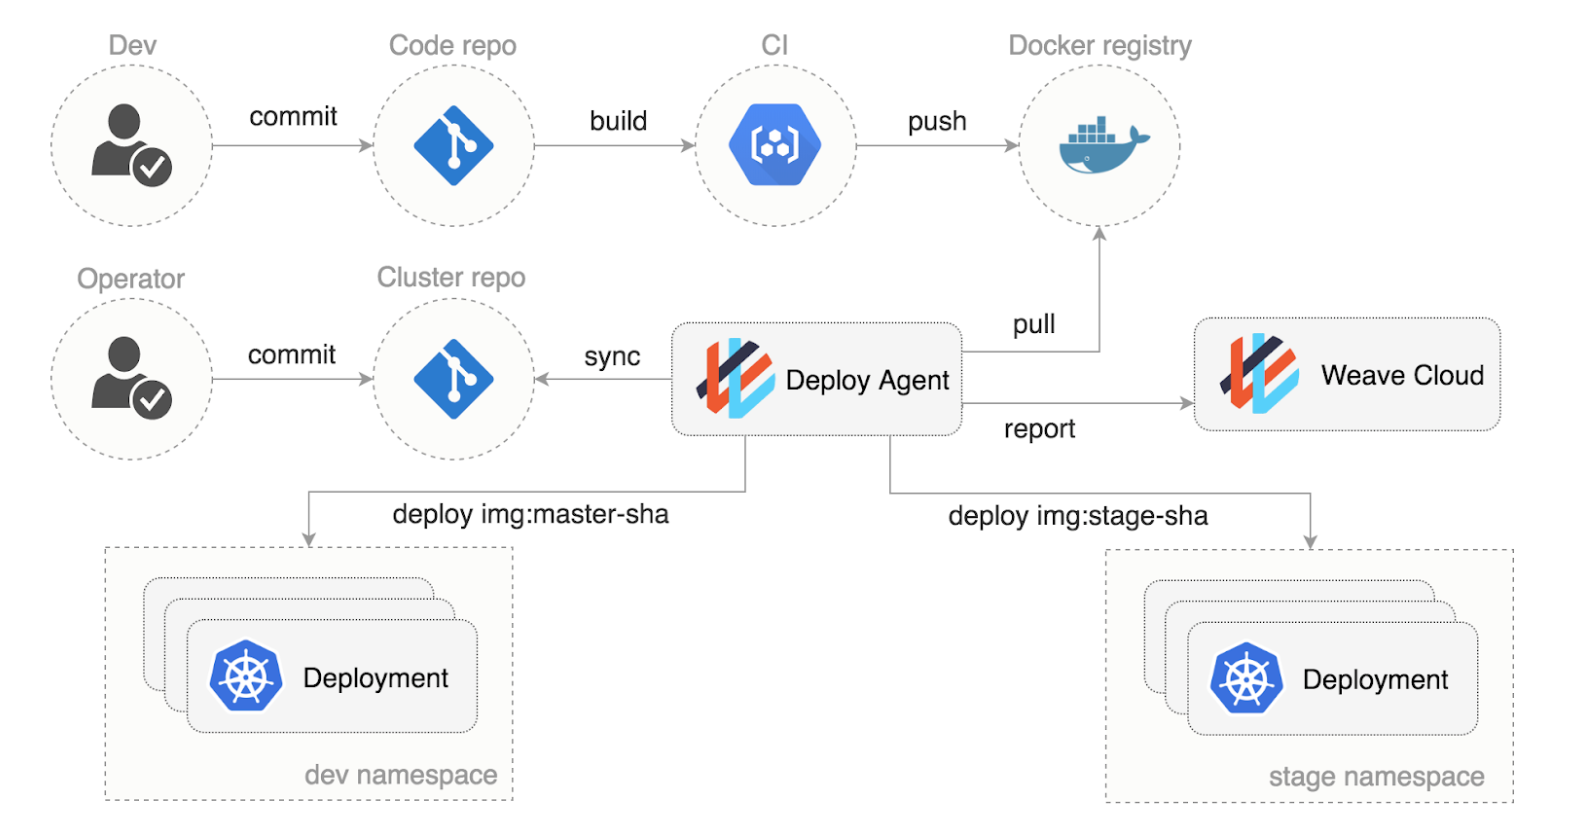 Dev
Code repo
CI
Docker registry
commit
build
push
Operator
Cluster repo
commit
sync
Deploy Agent
pull
report
Weave Cloud
deploy img:master-sha
deploy img:stage-sha
Deployment
dev namespace
Deployment
stage namespace